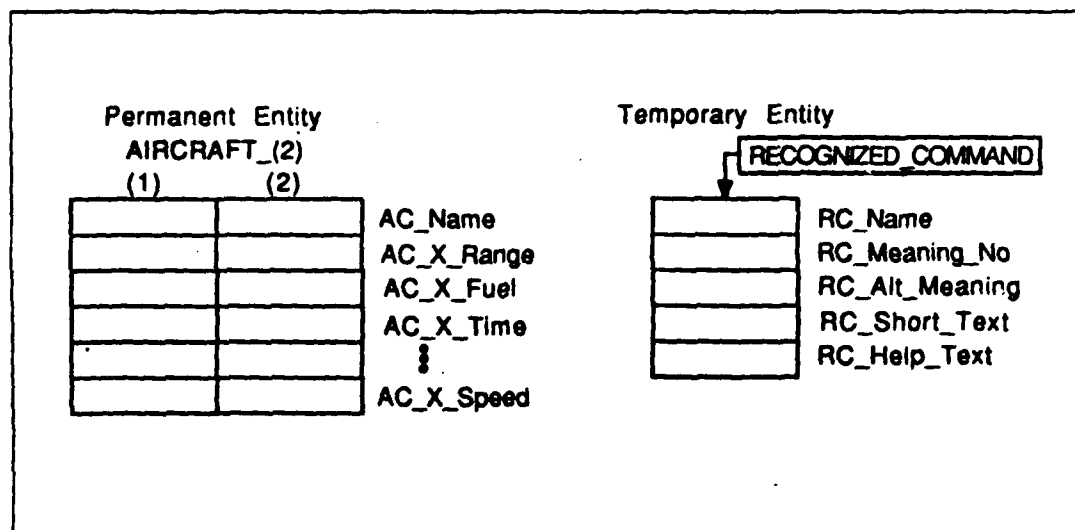 Permanent Entity
AIRCRAFT_(2)
(1) (2)
AC_Name
AC_X_Range
AC_X_Fuel
AC_X_Time
AC_X_Speed
Temporary Entity
RECOGNIZED_COMMAND
RC_Name
RC_Meaning_No
RC_Alt_Meaning
RC_Short_Text
RC_Help_Text